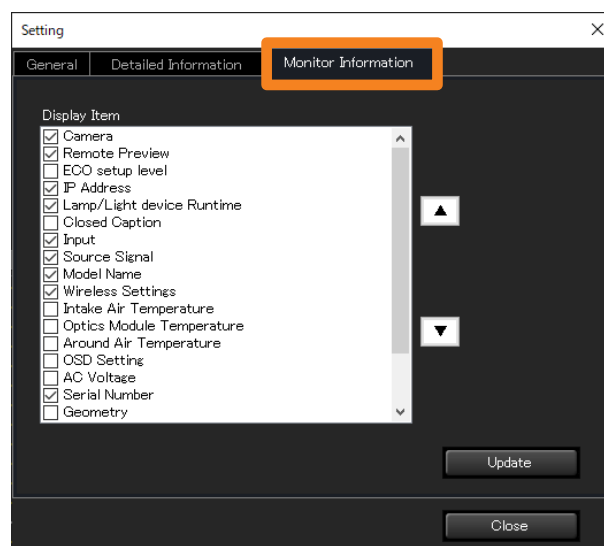 Setting
General Detailed Information Monitor Information
Display Item
Camera
Remote Preview
ECO setup level
IP Address
Lamp/Light device Runtime
Closed Caption
Input
Source Signal
Model Name
Wireless Settings
Intake Air Temperature
Optics Module Temperature
Around Air Temperature
OSD Setting
AC Voltage
Serial Number
Geometry
Update
Close